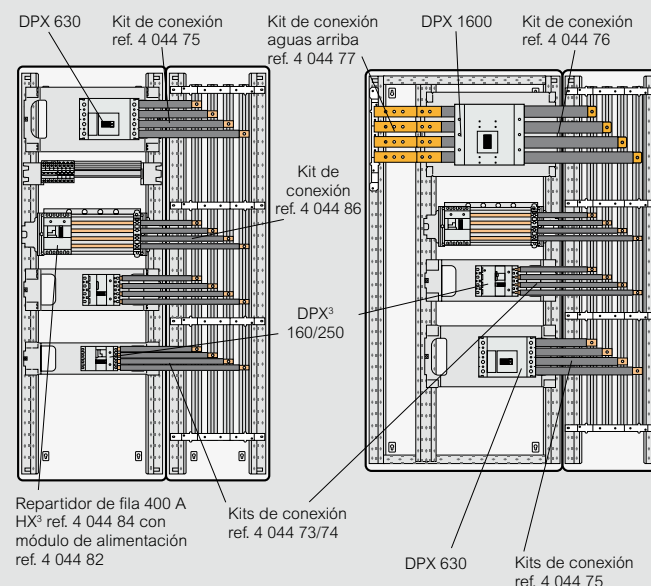 DPX 630
Kit de conexión
ref. 4 044 75
Kit de conexión
aguas arriba
ref. 4 044 77
DPX 1600
Kit de conexión
ref. 4 044 76
Kit de
conexión
ref. 4 044 86
DPX³
160/250
Repartidor de fila 400 A
HX³ ref. 4 044 84 con
módulo de alimentación
ref. 4 044 82
Kits de conexión
ref. 4 044 73/74
DPX 630
Kits de conexión
ref. 4 044 75